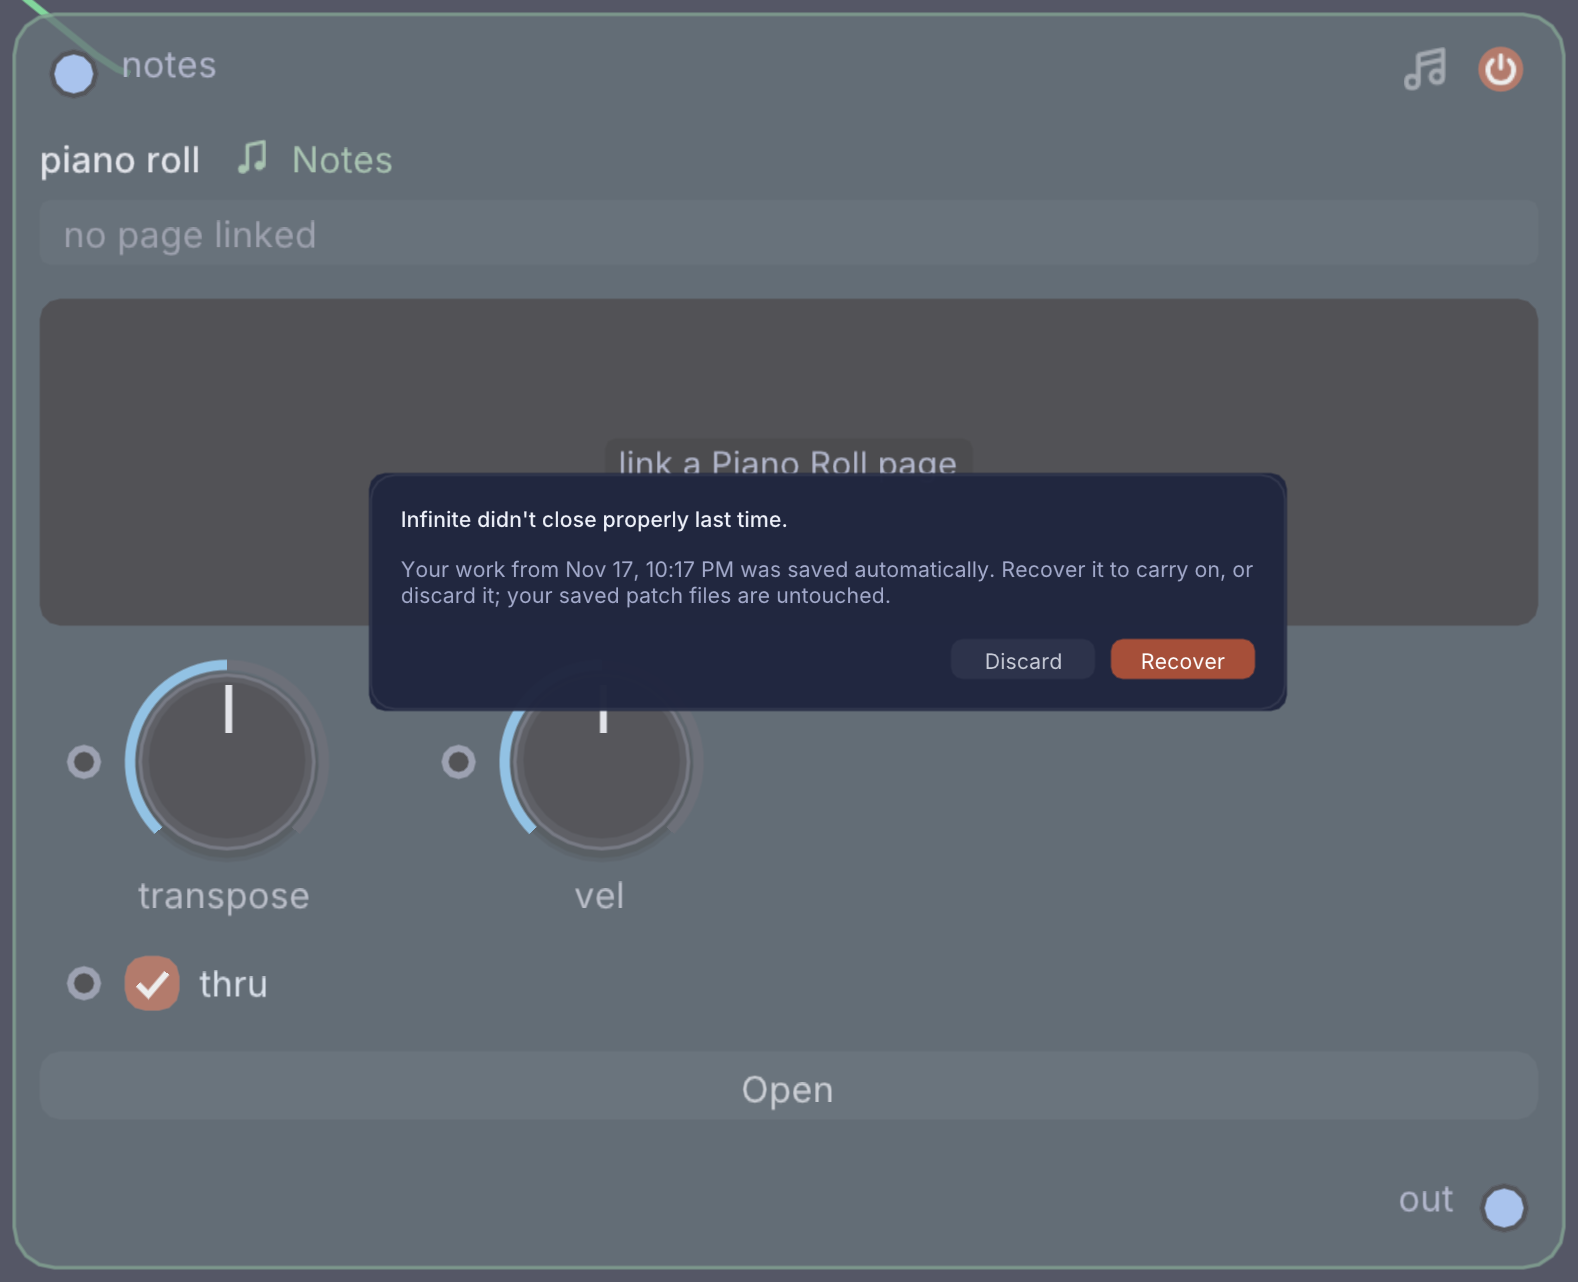 notes
piano roll Notes
no page linked
link a Piano Roll page
Infinite didn't close properly last time.
Your work from Nov 17, 10:17 PM was saved automatically. Recover it to carry on, or
discard it; your saved patch files are untouched.
Discard Recover
transpose vel
thru
Open
out